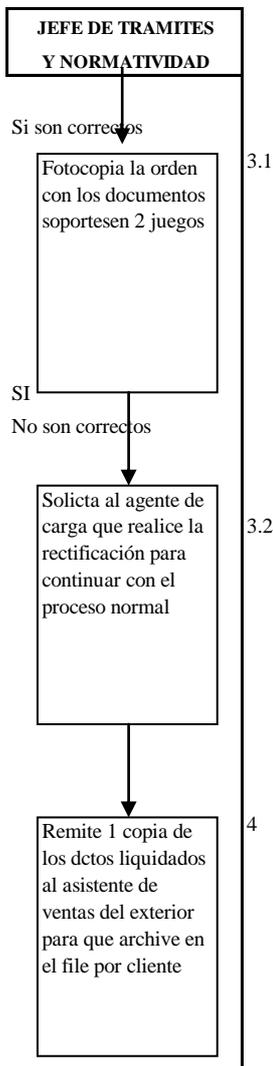 JEFE DE TRAMITES
Y NORMATIVIDAD
Si son correctos
3.1
Fotocopia la orden
con los documentos
soportesen 2 juegos
SI
No son correctos
3.2
Solicta al agente de
carga que realice la
rectificación para
continuar con el
proceso normal
4
Remite 1 copia de
los dctos liquidados
al asistente de
ventas del exterior
para que archive en
el file por cliente